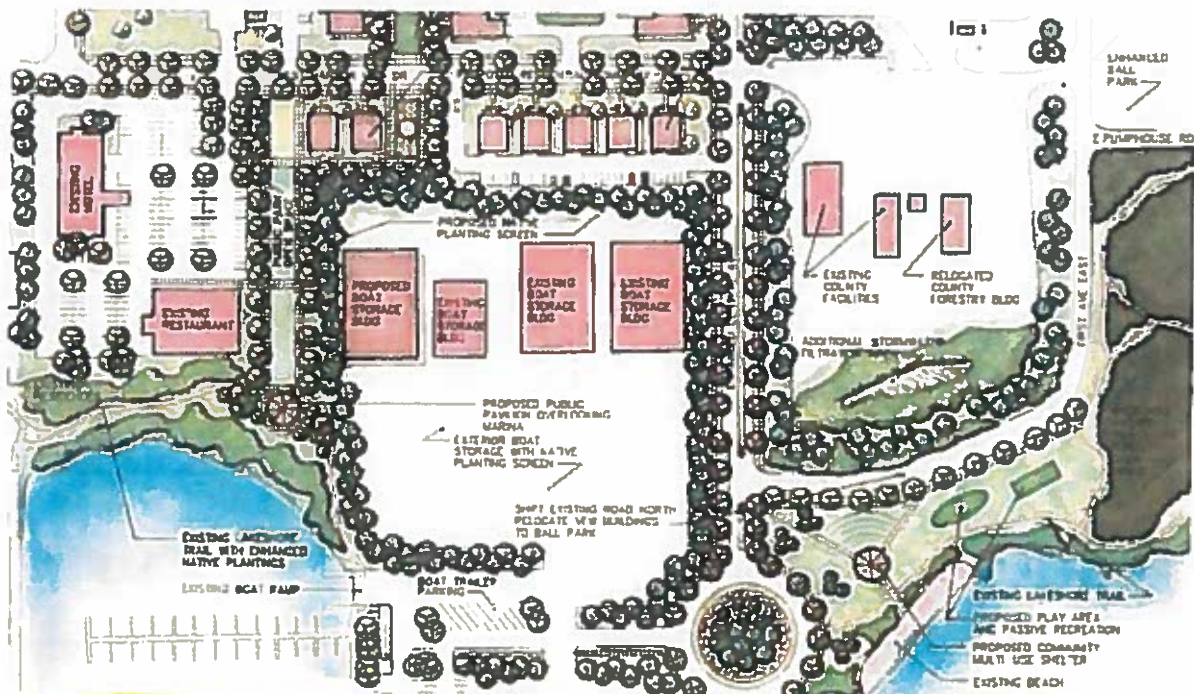 ENHANCED
BALL
PARK
E PUMPHOUSE RD
EXISTING
MOTEL
PROPOSED NATIVE
PLANTING SCREEN
PROPOSED
BOAT
STORAGE
BLDG
EXISTING
BOAT
STORAGE
BLDG
EXISTING
BOAT
STORAGE
BLDG
EXISTING
BOAT
STORAGE
BLDG
EXISTING
COUNTY
FACILITIES
RELOCATED
COUNTY
FORESTRY BLDG
FIRST AVE EAST
EXISTING
RESTAURANT
ADDITIONAL STORMWATER
PROPOSED PUBLIC
PAVILION OVERLOOKING
MARINA
EXTERIOR BOAT
STORAGE WITH NATIVE
PLANTING SCREEN
SHIFT EXISTING ROAD NORTH
RELOCATE NEW BUILDINGS
TO BALL PARK
EXISTING LAKESHORE
TRAIL WITH ENHANCED
NATIVE PLANTINGS
EXISTING BOAT RAMP
BOAT TRAILER
PARKING
EXISTING LAKESHORE TRAIL
PROPOSED PLAY AREA
AND PASSIVE RECREATION
PROPOSED COMMUNITY
MULTI USE SHELTER
EXISTING BEACH